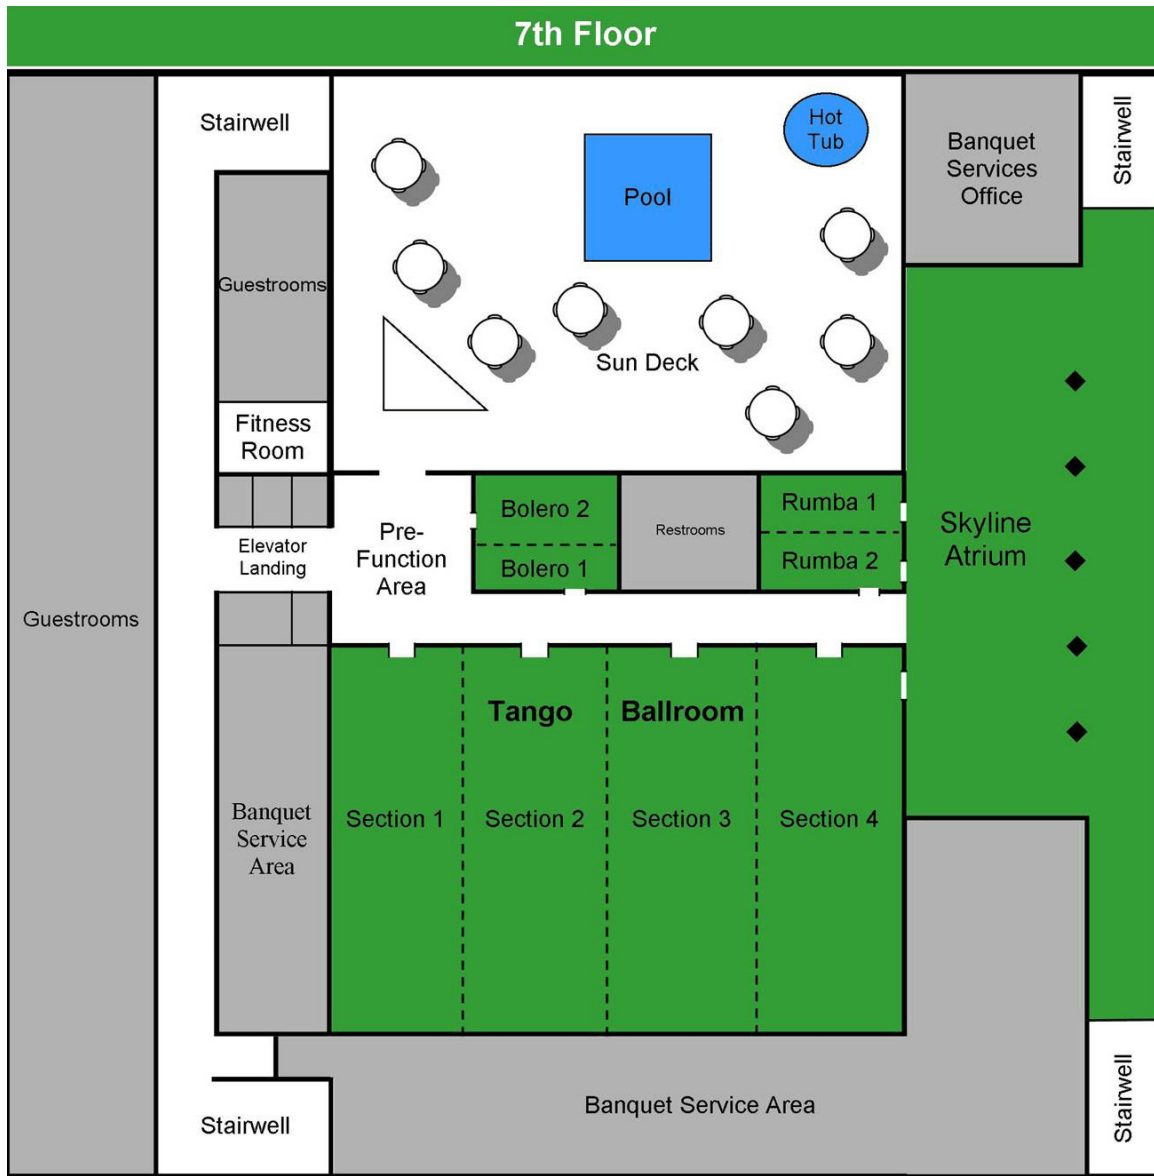 7th Floor
Stairwell
Hot
Tub
Banquet
Services
Office
Stairwell
Pool
Guestrooms
Sun Deck
Fitness
Room
Elevator
Landing
Pre-
Function
Area
Bolero 2
Bolero 1
Restrooms
Rumba 1
Rumba 2
Skyline
Atrium
Guestrooms
Tango Ballroom
Banquet
Service
Area
Section 1
Section 2
Section 3
Section 4
Stairwell
Banquet Service Area
Stairwell